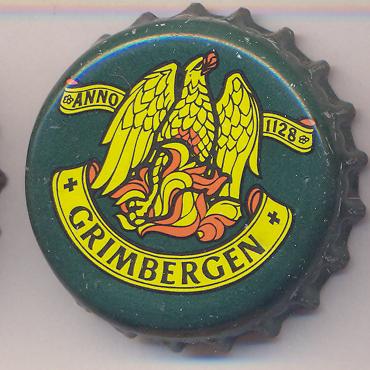 ANNO 1128
+ GRIMBERGEN +